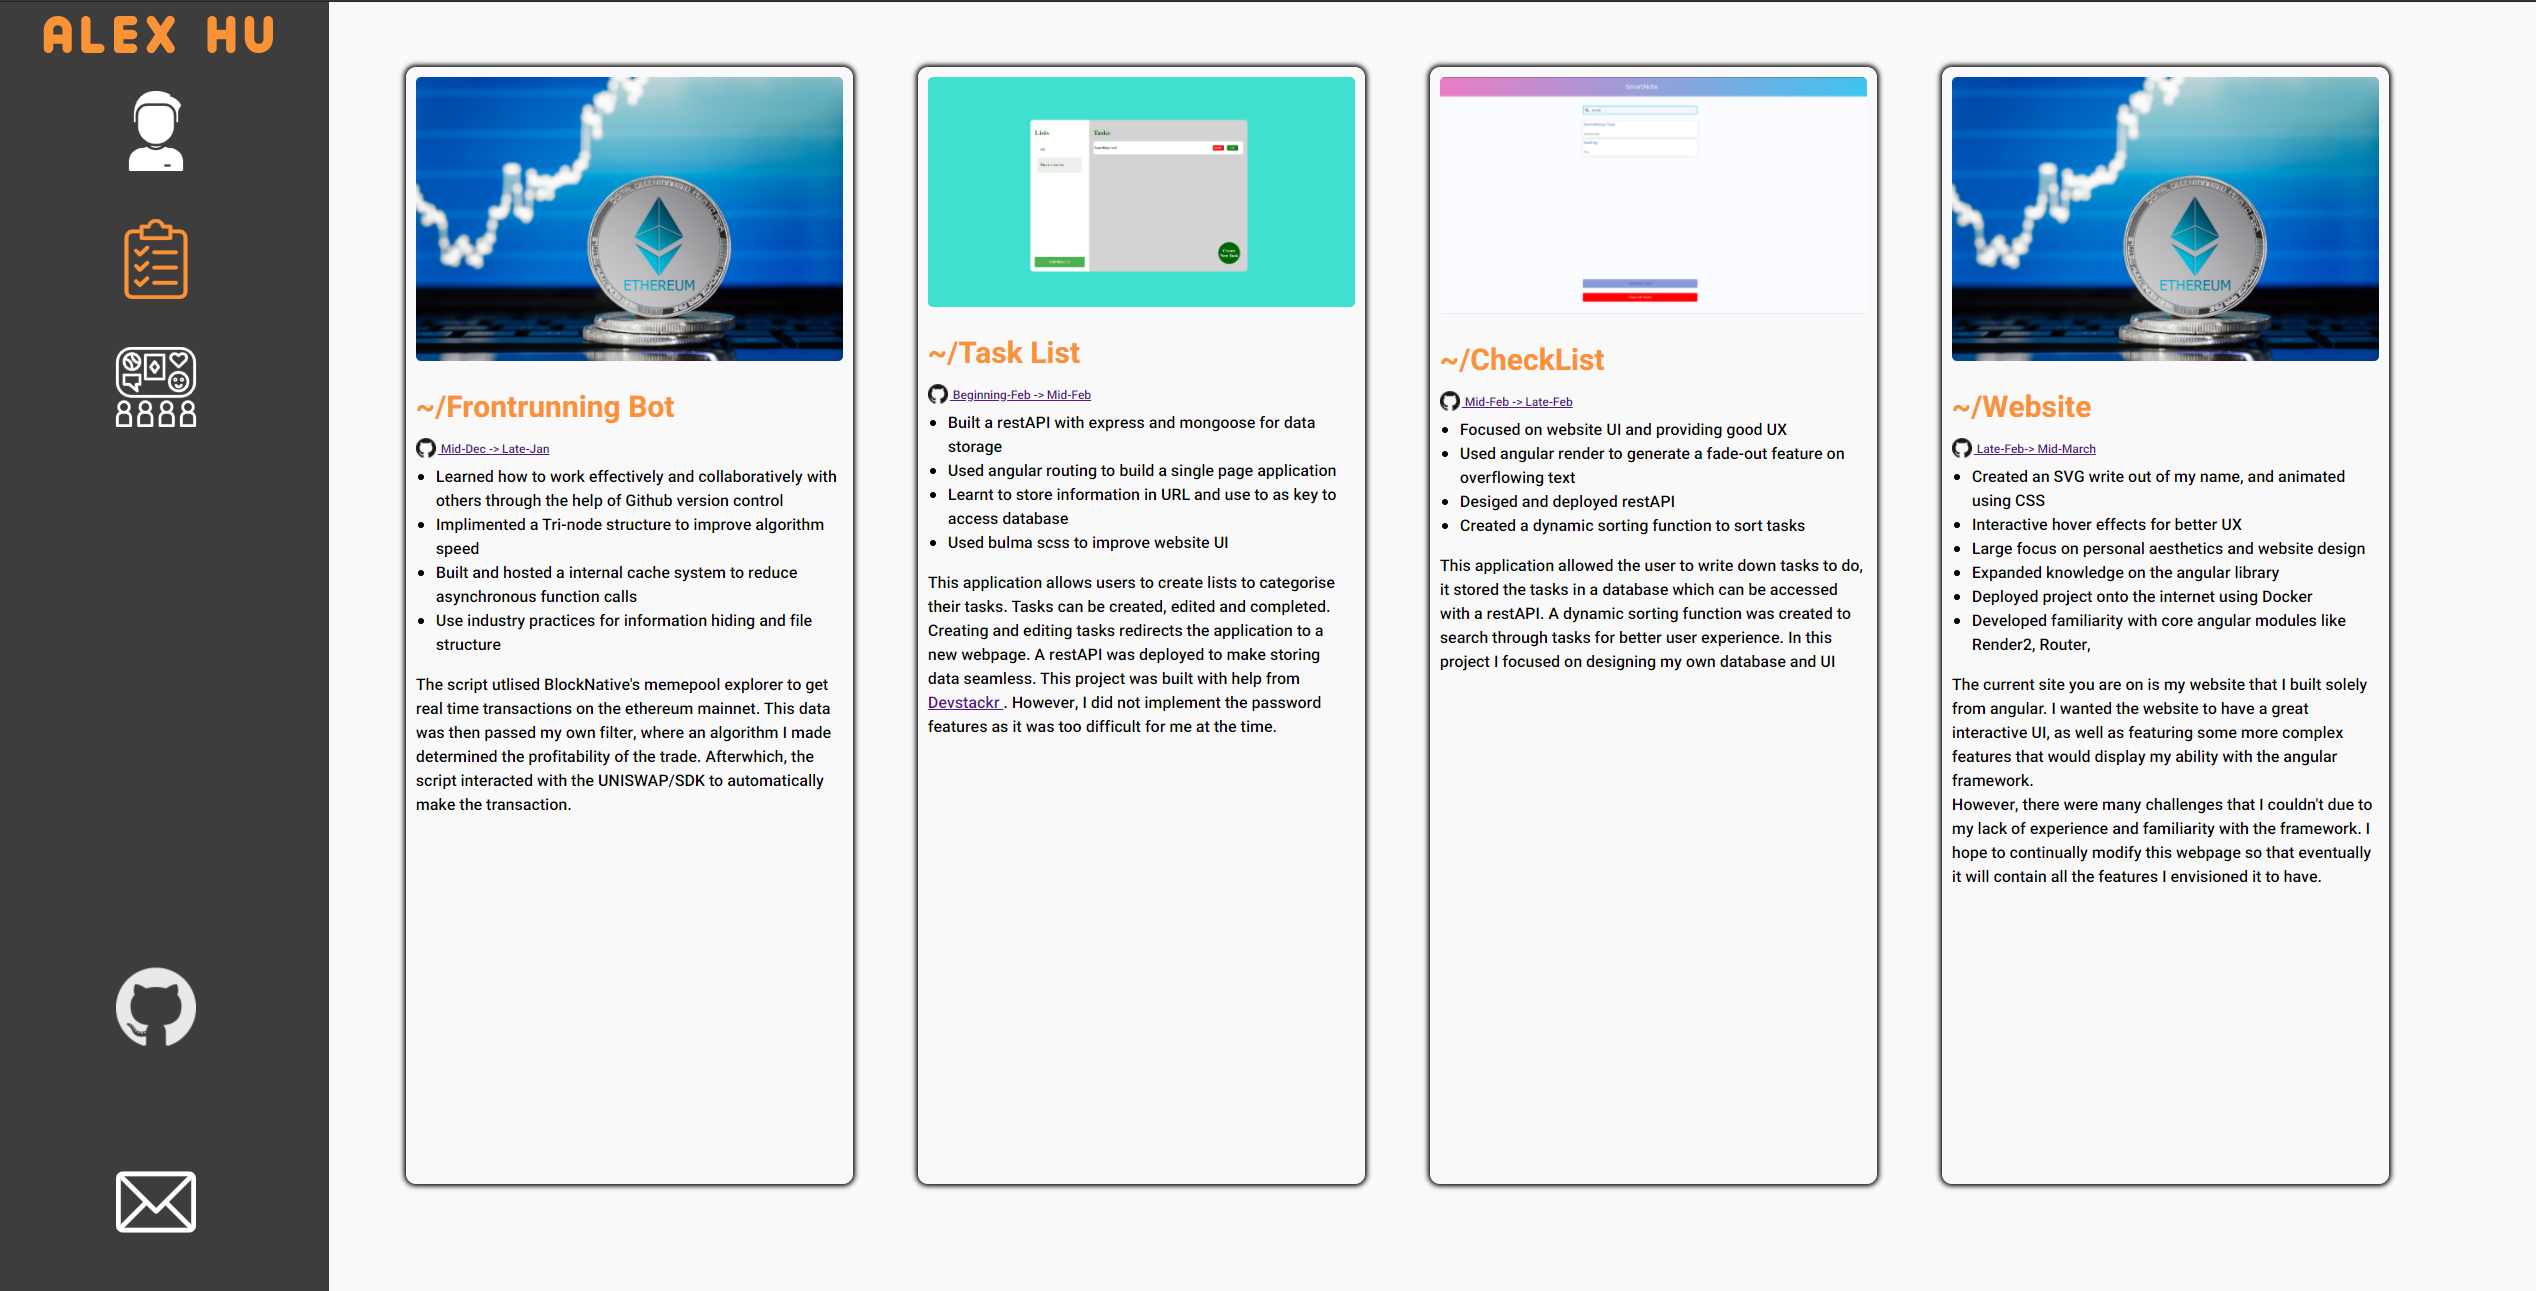 ALEX HU
ETHEREUM
~/Frontrunning Bot
Mid-Dec -> Late-Jan
Learned how to work effectively and collaboratively with
others through the help of Github version control
Implimented a Tri-node structure to improve algorithm
speed
Built and hosted a internal cache system to reduce
asynchronous function calls
Use industry practices for information hiding and file
structure
The script utlised BlockNative's memepool explorer to get
real time transactions on the ethereum mainnet. This data
was then passed my own filter, where an algorithm I made
determined the profitability of the trade. Afterwhich, the
script interacted with the UNISWAP/SDK to automatically
make the transaction.
Lists
Tasks
Create
New Task
~/Task List
Beginning-Feb -> Mid-Feb
Built a restAPI with express and mongoose for data
storage
Used angular routing to build a single page application
Learnt to store information in URL and use to as key to
access database
Used bulma scss to improve website UI
This application allows users to create lists to categorise
their tasks. Tasks can be created, edited and completed.
Creating and editing tasks redirects the application to a
new webpage. A restAPI was deployed to make storing
data seamless. This project was built with help from
Devstackr . However, I did not implement the password
features as it was too difficult for me at the time.
SmartNote
Something Cool
~/CheckList
Mid-Feb -> Late-Feb
Focused on website UI and providing good UX
Used angular render to generate a fade-out feature on
overflowing text
Desiged and deployed restAPI
Created a dynamic sorting function to sort tasks
This application allowed the user to write down tasks to do,
it stored the tasks in a database which can be accessed
with a restAPI. A dynamic sorting function was created to
search through tasks for better user experience. In this
project I focused on designing my own database and UI
ETHEREUM
~/Website
Late-Feb-> Mid-March
Created an SVG write out of my name, and animated
using CSS
Interactive hover effects for better UX
Large focus on personal aesthetics and website design
Expanded knowledge on the angular library
Deployed project onto the internet using Docker
Developed familiarity with core angular modules like
Render2, Router,
The current site you are on is my website that I built solely
from angular. I wanted the website to have a great
interactive UI, as well as featuring some more complex
features that would display my ability with the angular
framework.
However, there were many challenges that I couldn't due to
my lack of experience and familiarity with the framework. I
hope to continually modify this webpage so that eventually
it will contain all the features I envisioned it to have.